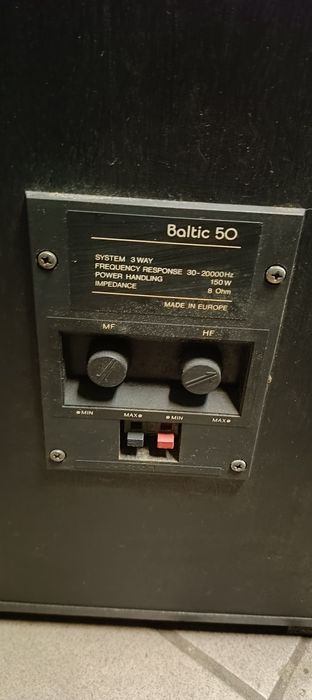 Baltic 50
SYSTEM 3 WAY
FREQUENCY RESPONSE 30-20000Hz
POWER HANDLING 150 W
IMPEDANCE 8 Ohm
MADE IN EUROPE
MF HF
MIN MAX MIN MAX